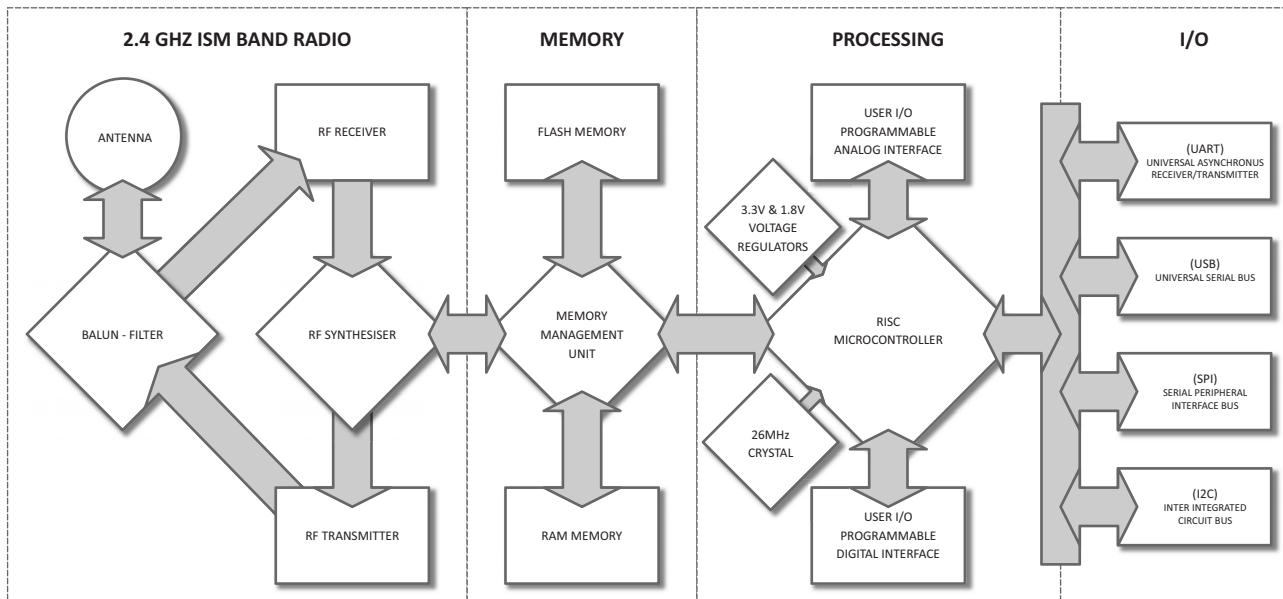 2.4 GHZ ISM BAND RADIO
MEMORY
PROCESSING
I/O
ANTENNA
RF RECEIVER
BALUN - FILTER
RF SYNTHESISER
RF TRANSMITTER
FLASH MEMORY
MEMORY
MANAGEMENT
UNIT
RAM MEMORY
USER I/O
PROGRAMMABLE
ANALOG INTERFACE
3.3V & 1.8V
VOLTAGE
REGULATORS
RISC
MICROCONTROLLER
26MHz
CRYSTAL
USER I/O
PROGRAMMABLE
DIGITAL INTERFACE
(UART)
UNIVERSAL ASYNCHRONUS
RECEIVER/TRANSMITTER
(USB)
UNIVERSAL SERIAL BUS
(SPI)
SERIAL PERIPHERAL
INTERFACE BUS
(I2C)
INTER INTEGRATED
CIRCUIT BUS